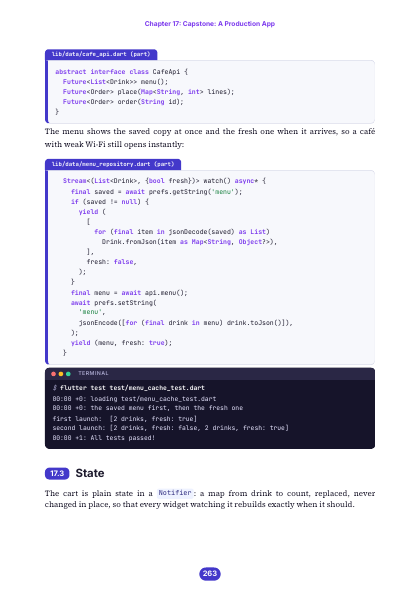 Chapter 17: Capstone: A Production App
lib/data/cafe_api.dart (part)
abstract interface class CafeApi {
  Future<List<Drink>> menu();
  Future<Order> place(Map<String, int> lines);
  Future<Order> order(String id);
}
The menu shows the saved copy at once and the fresh one when it arrives, so a café
with weak Wi-Fi still opens instantly:
lib/data/menu_repository.dart (part)
  Stream<(List<Drink>, {bool fresh})> watch() async* {
    final saved = await prefs.getString('menu');
    if (saved != null) {
      yield (
        [
          for (final item in jsonDecode(saved) as List)
            Drink.fromJson(item as Map<String, Object?>),
        ],
        fresh: false,
      );
    }
    final menu = await api.menu();
    await prefs.setString(
      'menu',
      jsonEncode([for (final drink in menu) drink.toJson()]),
    );
    yield (menu, fresh: true);
  }
TERMINAL
$ flutter test test/menu_cache_test.dart
00:00 +0: loading test/menu_cache_test.dart
00:00 +0: the saved menu first, then the fresh one
first launch:  [2 drinks, fresh: true]
second launch: [2 drinks, fresh: false, 2 drinks, fresh: true]
00:00 +1: All tests passed!
17.3 State
The cart is plain state in a Notifier: a map from drink to count, replaced, never
changed in place, so that every widget watching it rebuilds exactly when it should.
263